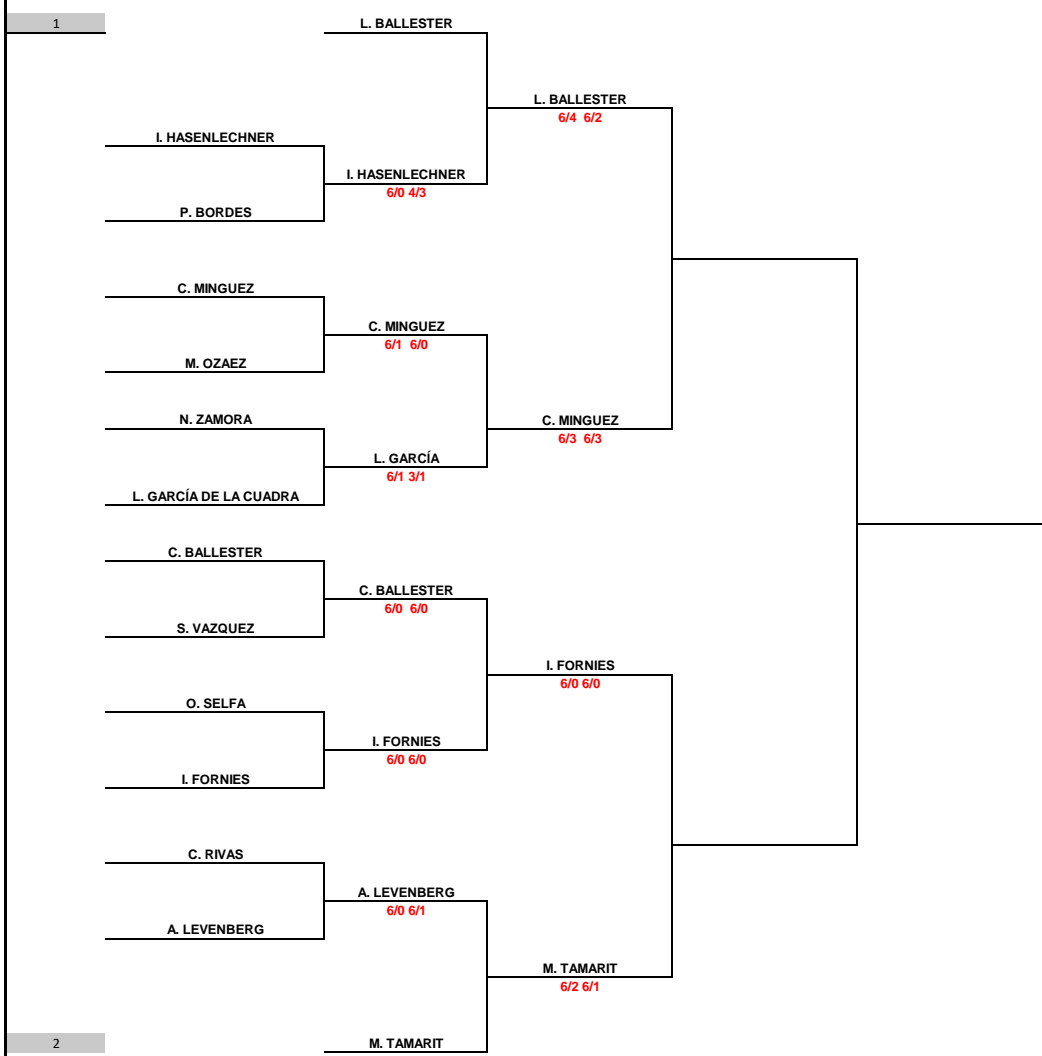 1
L. BALLESTER
L. BALLESTER
6/4 6/2
I. HASENLECHNER
I. HASENLECHNER
6/0 4/3
P. BORDES
C. MINGUEZ
C. MINGUEZ
6/1 6/0
M. OZAEZ
N. ZAMORA
C. MINGUEZ
6/3 6/3
L. GARCÍA
6/1 3/1
L. GARCÍA DE LA CUADRA
C. BALLESTER
C. BALLESTER
6/0 6/0
S. VAZQUEZ
I. FORNIES
6/0 6/0
O. SELFA
I. FORNIES
6/0 6/0
I. FORNIES
C. RIVAS
A. LEVENBERG
6/0 6/1
A. LEVENBERG
M. TAMARIT
6/2 6/1
2
M. TAMARIT